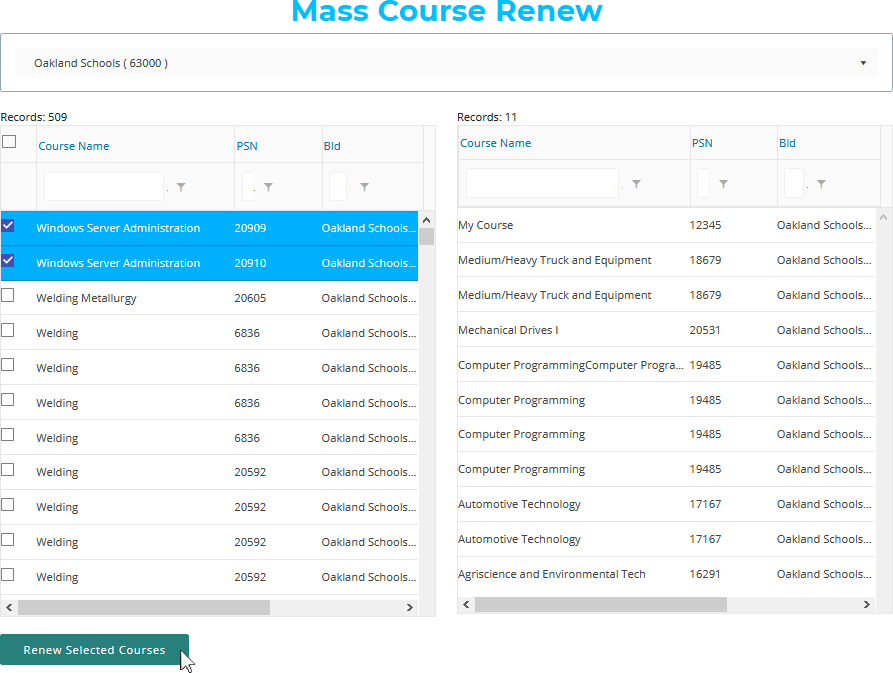 Mass Course Renew
Oakland Schools ( 63000 )
Records: 509
Course Name PSN Bld
Windows Server Administration 20909 Oakland Schools...
Windows Server Administration 20910 Oakland Schools...
Welding Metallurgy 20605 Oakland Schools...
Welding 6836 Oakland Schools...
Welding 6836 Oakland Schools...
Welding 6836 Oakland Schools...
Welding 6836 Oakland Schools...
Welding 20592 Oakland Schools...
Welding 20592 Oakland Schools...
Welding 20592 Oakland Schools...
Welding 20592 Oakland Schools...
Records: 11
Course Name PSN Bld
My Course 12345 Oakland Schools...
Medium/Heavy Truck and Equipment 18679 Oakland Schools...
Medium/Heavy Truck and Equipment 18679 Oakland Schools...
Mechanical Drives I 20531 Oakland Schools...
Computer ProgrammingComputer Progra... 19485 Oakland Schools...
Computer Programming 19485 Oakland Schools...
Computer Programming 19485 Oakland Schools...
Computer Programming 19485 Oakland Schools...
Automotive Technology 17167 Oakland Schools...
Automotive Technology 17167 Oakland Schools...
Agriscience and Environmental Tech 16291 Oakland Schools...
Renew Selected Courses